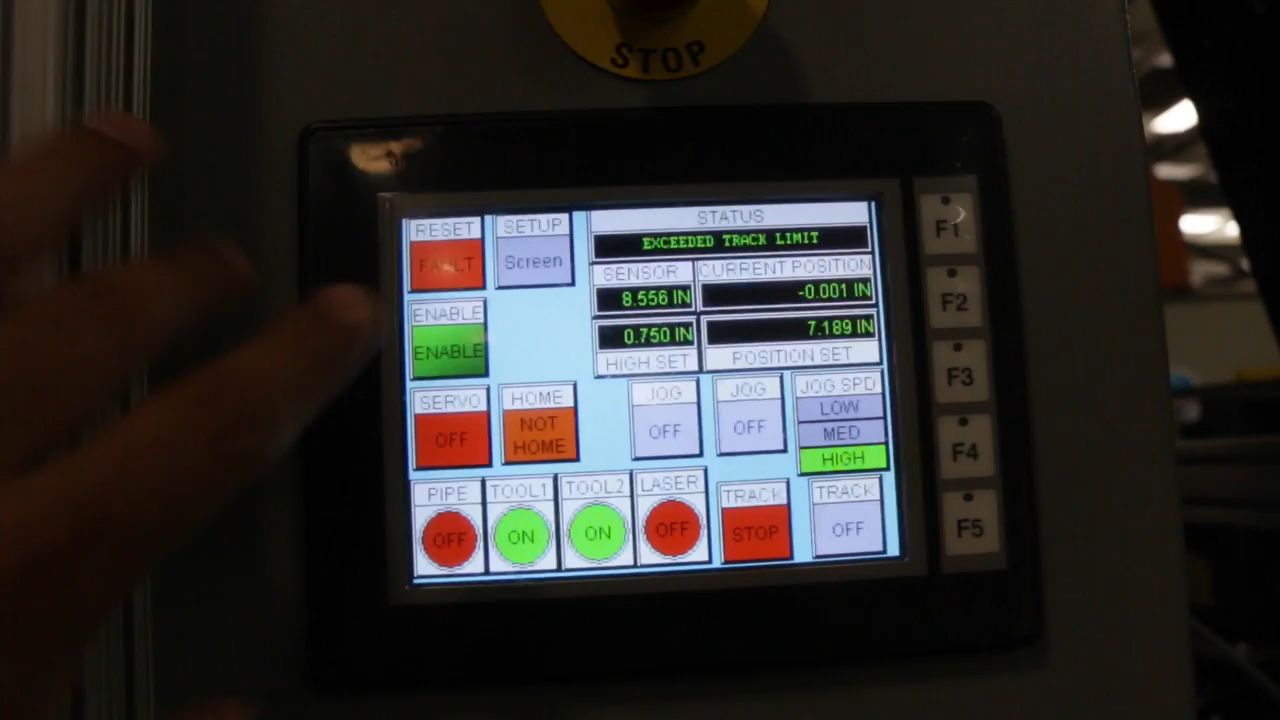 STOP
RESET
FAULT
SETUP
Screen
STATUS
EXCEEDED TRACK LIMIT
SENSOR
CURRENT POSITION
8.556 IN
-0.001 IN
0.750 IN
7.189 IN
HIGH SET
POSITION SET
ENABLE
ENABLE
SERVO
OFF
HOME
NOT
HOME
JOG
OFF
JOG
OFF
JOG SPD
LOW
MED
HIGH
PIPE
OFF
TOOL1
ON
TOOL2
ON
LASER
OFF
TRACK
STOP
TRACK
OFF
F1
F2
F3
F4
F5